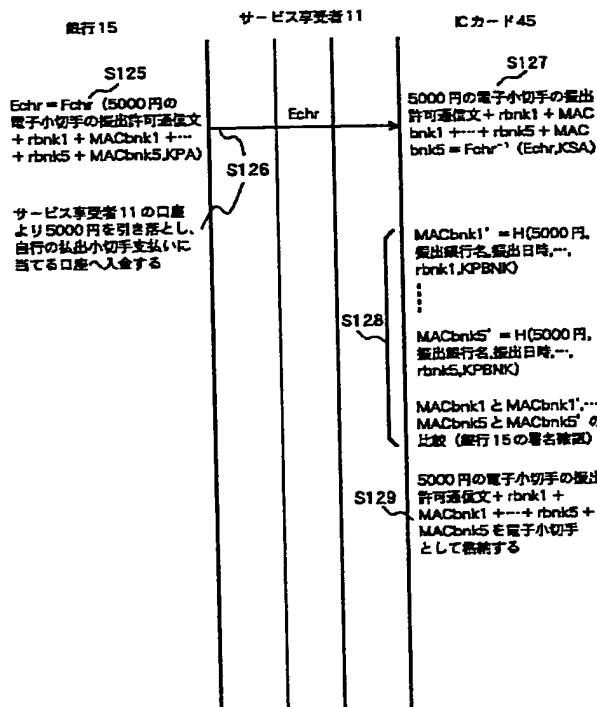 銀行15
サービス享受者11
ICカード45
S125
Echr = Fchr (5000円の
電子小切手の振出許可通信文
+ rbnk1 + MACbnk1 +…
+ rbnk5 + MACbnk5,KPA)
Echr
S126
サービス享受者11の口座
より5000円を引き落とし、
自行の払出小切手支払いに
当てる口座へ入金する
S127
5000円の電子小切手の振出
許可通信文+ rbnk1 + MAC
bnk1 +…+ rbnk5 + MAC
bnk5 = Fchr⁻¹ (Echr,KSA)
S128
MACbnk1' = H(5000円,
振出銀行名,振出日時,…,
rbnk1,KPBNK)
MACbnk5' = H(5000円,
振出銀行名,振出日時,…,
rbnk5,KPBNK)
MACbnk1とMACbnk1',…
MACbnk5とMACbnk5' の
比較 (銀行15の署名確認)
S129
5000円の電子小切手の振出
許可通信文+ rbnk1 +
MACbnk1 +…+ rbnk5 +
MACbnk5を電子小切手
として格納する